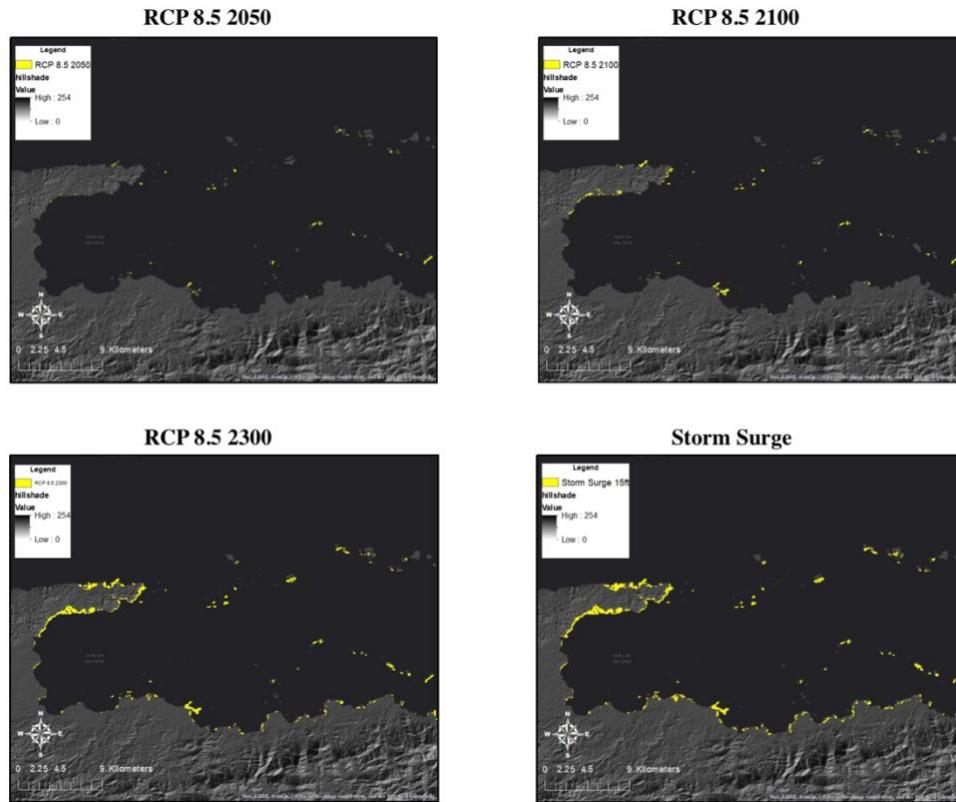 RCP 8.5 2050
Legend
RCP 8.5 2050
hillshade
Value
High : 254
Low : 0
N
W E
S
0 2.25 4.5 9 Kilometers
RCP 8.5 2100
Legend
RCP 8.5 2100
hillshade
Value
High : 254
Low : 0
N
W E
S
0 2.25 4.5 9 Kilometers
RCP 8.5 2300
Legend
RCP 8.5 2300
hillshade
Value
High : 254
Low : 0
N
W E
S
0 2.25 4.5 9 Kilometers
Storm Surge
Legend
Storm Surge 15ft
hillshade
Value
High : 254
Low : 0
N
W E
S
0 2.25 4.5 9 Kilometers